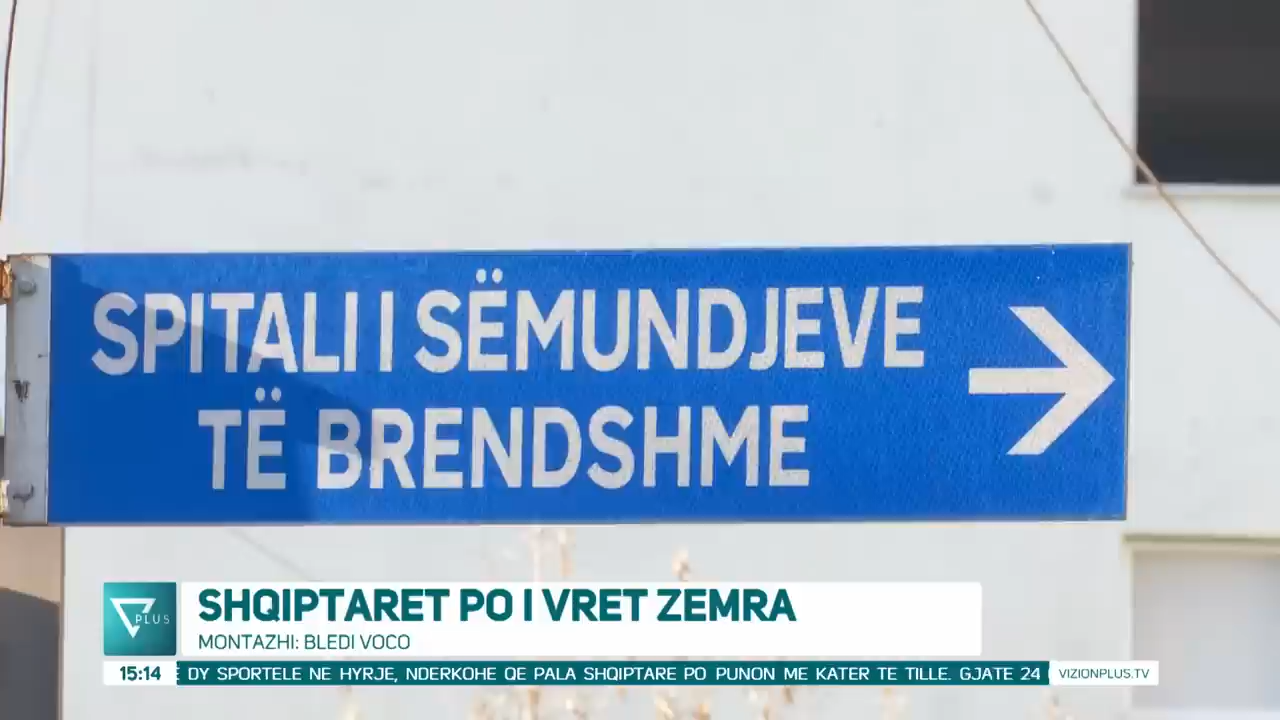 SPITALI I SËMUNDJEVE
TË BRENDSHME
PLUS
SHQIPTARET PO I VRET ZEMRA
MONTAZHI: BLEDI VOCO
15:14 DY SPORTELE NE HYRJE, NDERKOHE QE PALA SHQIPTARE PO PUNON ME KATER TE TILLE. GJATE 24 VIZIONPLUS.TV